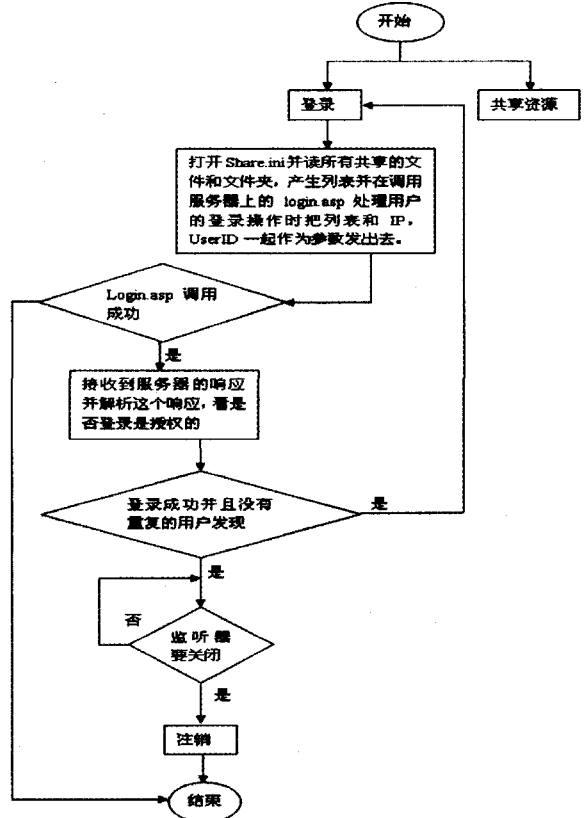 开始
登录
共享资源
打开 Share.ini 并读所有共享的文
件和文件夹，产生列表并在调用
服务器上的 login.asp 处理用户
的登录操作时把列表和 IP，
UserID 一起作为参数发出去。
Login.asp 调用
成功
是
接收到服务器的响应
并解析这个响应，看是
否登录是授权的
登录成功并且没有
重复的用户发现
是
是
否
监听器
要关闭
是
注销
结束